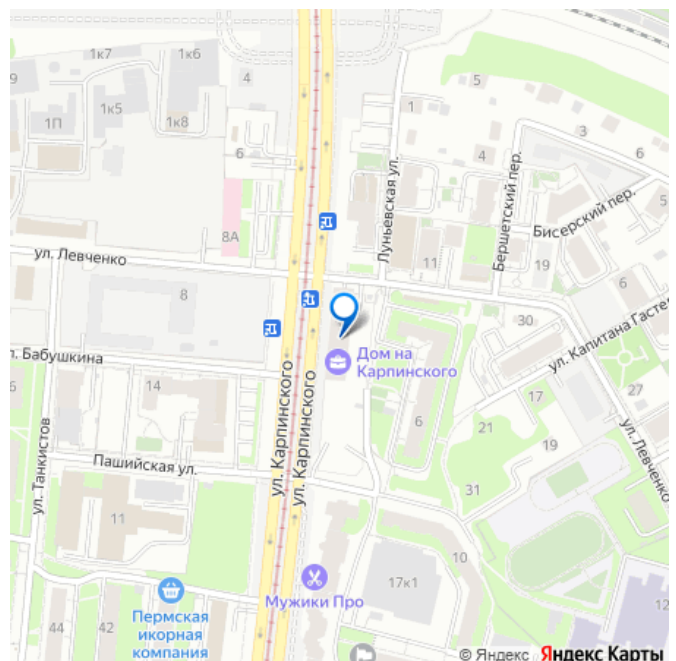 1к7
1к6
9
4
5
1к5
1
1П
1к8
3
6
4
6
Луньевская ул.
Бершетский пер.
5
Бисерский пер.
8А
ул. Левченко
11
19
6
8
30
ул. Капитана Гастел
л. Бабушкина
Дом на
Карпинского
6
14
ул. Карпинского
ул. Карпинского
6
17
27
21
ул. Танкистов
Пашийская ул.
19
ул. Левченко
31
11
10
17к1
Мужики Про
12
Пермская
икорная
компания
44
42
© Яндекс Яндекс Карты